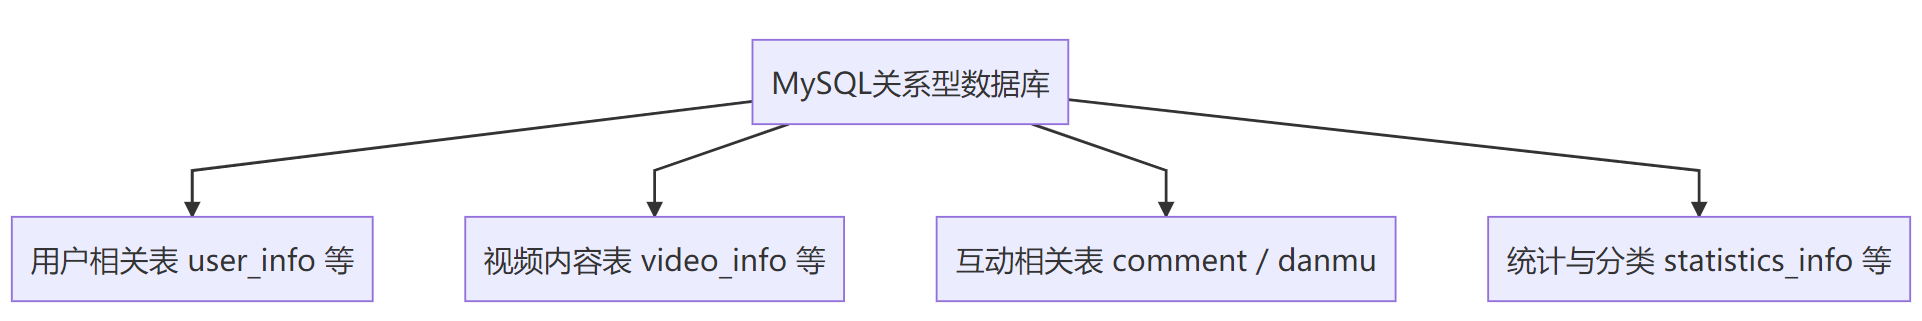 MySQL关系型数据库
用户相关表 user_info 等
视频内容表 video_info 等
互动相关表 comment / danmu
统计与分类 statistics_info 等